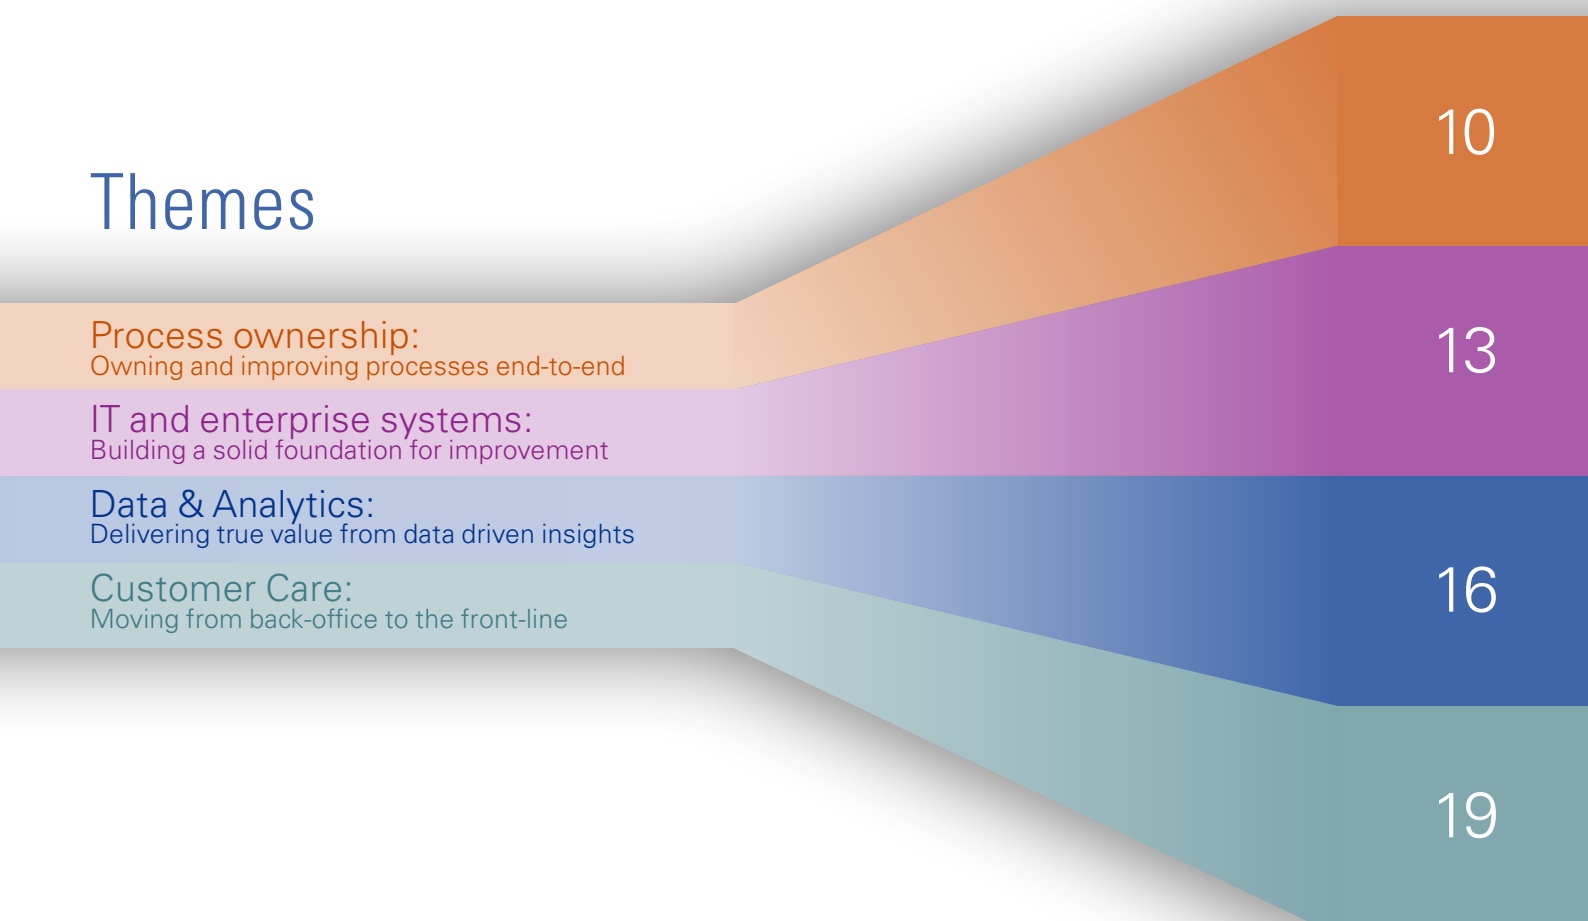 Themes
Process ownership:
Owning and improving processes end-to-end
10
IT and enterprise systems:
Building a solid foundation for improvement
13
Data & Analytics:
Delivering true value from data driven insights
16
Customer Care:
Moving from back-office to the front-line
19